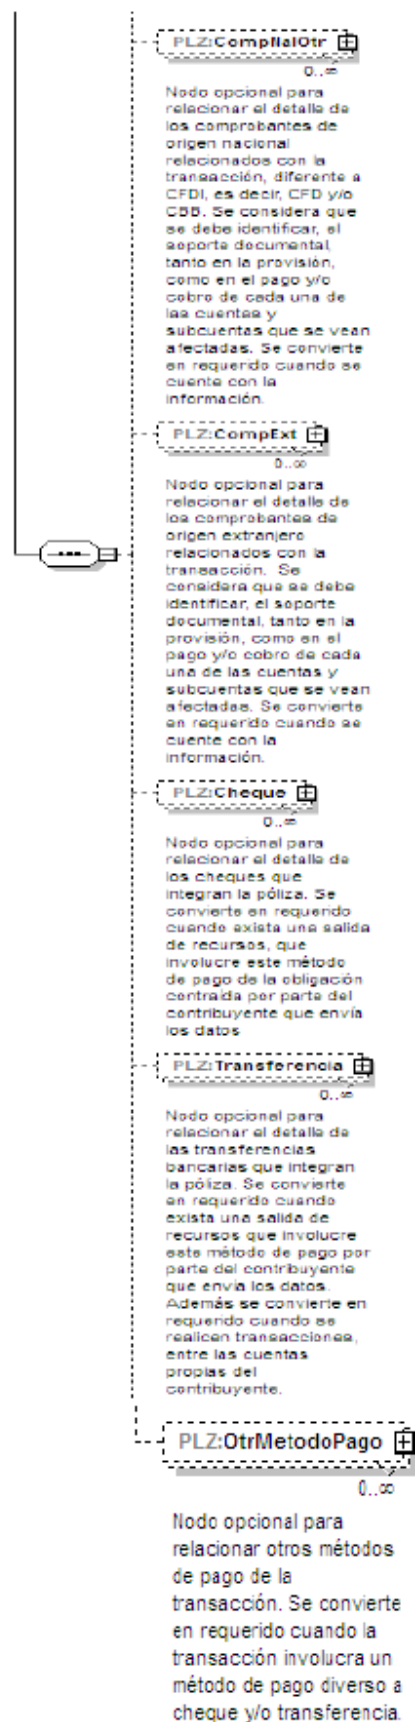 PLZ:CompNalOtr
0..∞
Nodo opcional para
relacionar el detalle de
los comprobantes de
origen nacional
relacionados con la
transacción, diferente a
CFDI, es decir, CFD y/o
CBB. Se considera que
se debe identificar, el
soporte documental,
tanto en la provisión,
como en el pago y/o
cobro de cada una de
las cuentas y
subcuentas que se vean
afectadas. Se convierte
en requerido cuando se
cuente con la
información.
PLZ:CompExt
0..∞
Nodo opcional para
relacionar el detalle de
los comprobantes de
origen extranjero
relacionados con la
transacción. Se
considera que se debe
identificar, el soporte
documental, tanto en la
provisión, como en el
pago y/o cobro de cada
una de las cuentas y
subcuentas que se vean
afectadas. Se convierte
en requerido cuando se
cuente con la
información.
PLZ:Cheque
0..∞
Nodo opcional para
relacionar el detalle de
los cheques que
integran la póliza. Se
convierte en requerido
cuando exista una salida
de recursos, que
involucre este método
de pago de la obligación
contraída por parte del
contribuyente que envía
los datos
PLZ:Transferencia
0..∞
Nodo opcional para
relacionar el detalle de
las transferencias
bancarias que integran
la póliza. Se convierte
en requerido cuando
exista una salida de
recursos que involucre
este método de pago por
parte del contribuyente
que envía los datos.
Además se convierte en
requerido cuando se
realicen transacciones,
entre las cuentas
propias del
contribuyente.
PLZ:OtrMetodoPago
0..∞
Nodo opcional para
relacionar otros métodos
de pago de la
transacción. Se convierte
en requerido cuando la
transacción involucra un
método de pago diverso a
cheque y/o transferencia.